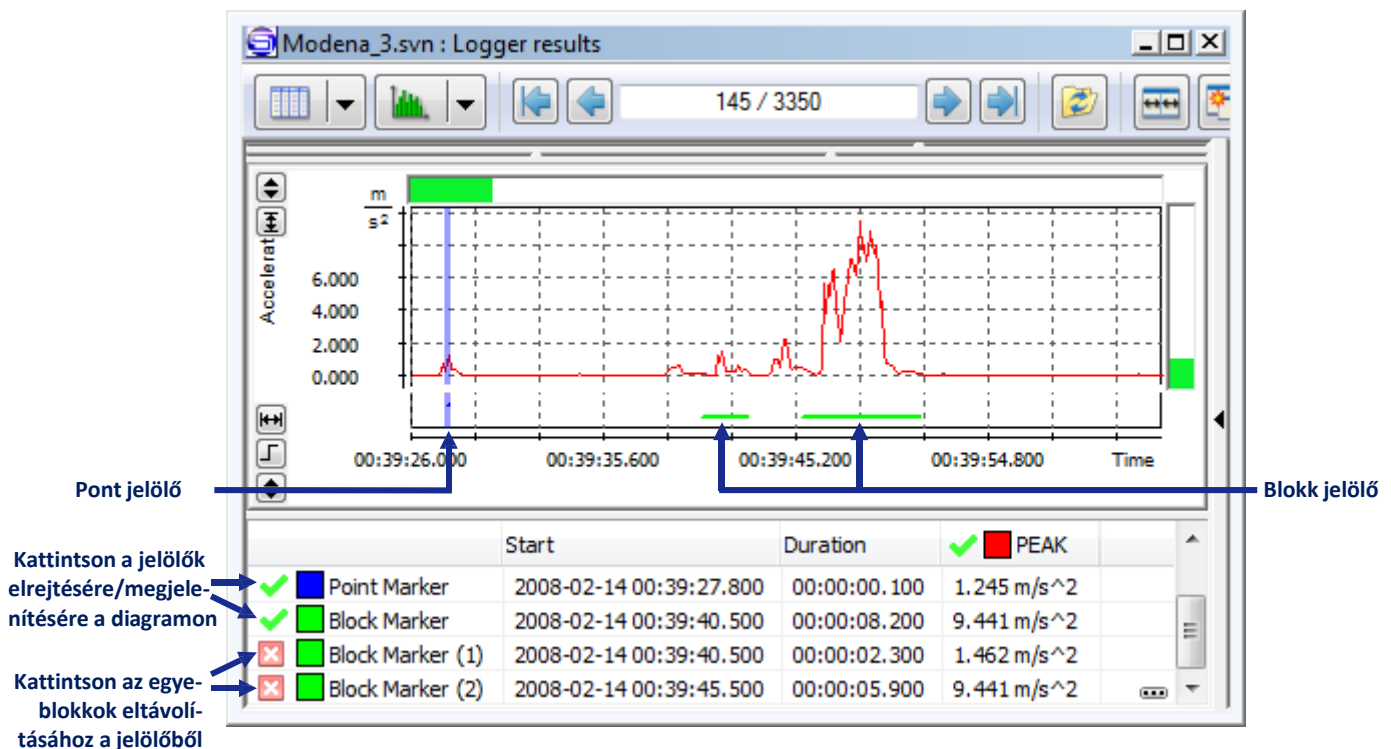 Modena_3.svn : Logger results
145 / 3350
m
s²
Accelerat
6.000
4.000
2.000
0.000
00:39:26.000 00:39:35.600 00:39:45.200 00:39:54.800 Time
Pont jelölő
Blokk jelölő
Start Duration PEAK
Point Marker 2008-02-14 00:39:27.800 00:00:00.100 1.245 m/s^2
Block Marker 2008-02-14 00:39:40.500 00:00:08.200 9.441 m/s^2
Block Marker (1) 2008-02-14 00:39:40.500 00:00:02.300 1.462 m/s^2
Block Marker (2) 2008-02-14 00:39:45.500 00:00:05.900 9.441 m/s^2
Kattintson a jelölők
elrejtésére/megjele-
nítésére a diagramon
Kattintson az egye-
blokkok eltávolí-
tásához a jelölőből